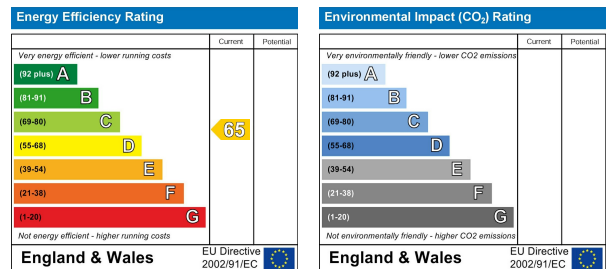 Energy Efficiency Rating
Current Potential
Very energy efficient - lower running costs
(92 plus) A
(81-91) B
(69-80) C
(55-68) D
(39-54) E
(21-38) F
(1-20) G
65
Not energy efficient - higher running costs
England & Wales
EU Directive
2002/91/EC
Environmental Impact (CO₂) Rating
Current Potential
Very environmentally friendly - lower CO2 emissions
(92 plus) A
(81-91) B
(69-80) C
(55-68) D
(39-54) E
(21-38) F
(1-20) G
Not environmentally friendly - higher CO2 emissions
England & Wales
EU Directive
2002/91/EC